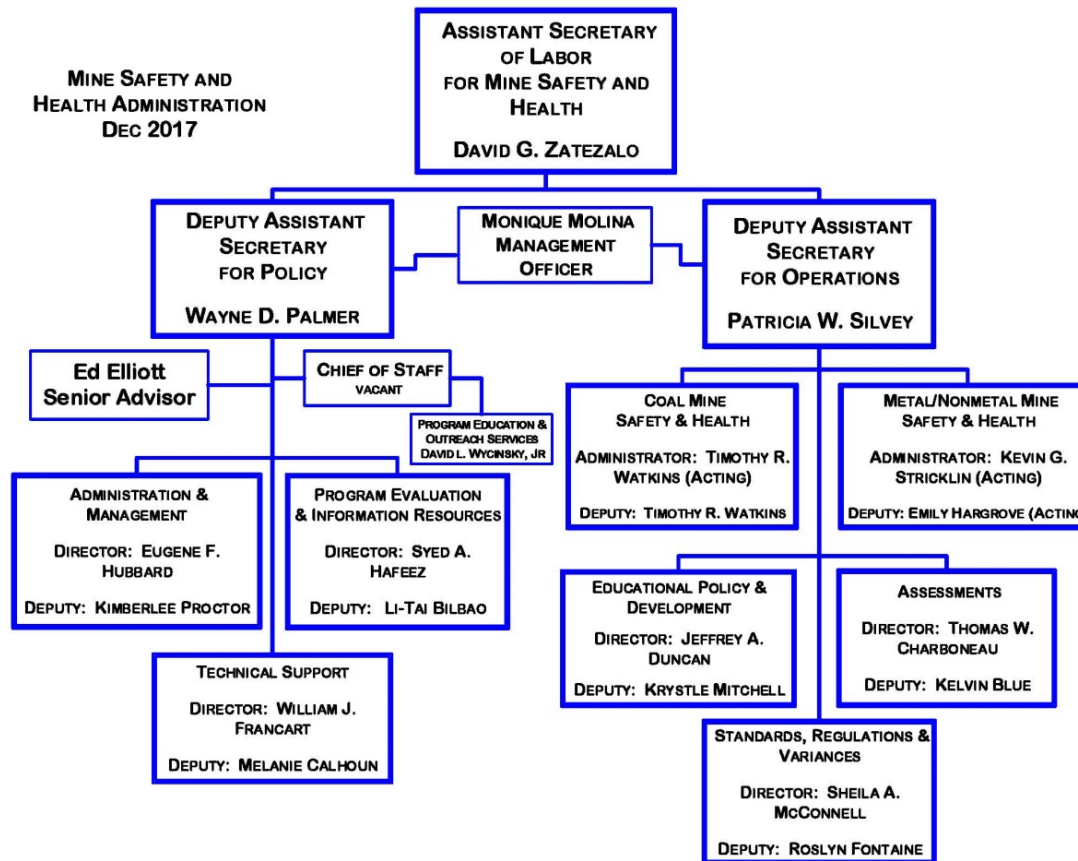 MINE SAFETY AND
HEALTH ADMINISTRATION
DEC 2017
ASSISTANT SECRETARY
OF LABOR
FOR MINE SAFETY AND
HEALTH
DAVID G. ZATEZALO
DEPUTY ASSISTANT
SECRETARY
FOR POLICY
WAYNE D. PALMER
MONIQUE MOLINA
MANAGEMENT
OFFICER
DEPUTY ASSISTANT
SECRETARY
FOR OPERATIONS
PATRICIA W. SILVEY
Ed Elliott
Senior Advisor
CHIEF OF STAFF
VACANT
PROGRAM EDUCATION &
OUTREACH SERVICES
DAVID L. WYCINSKY, JR
COAL MINE
SAFETY & HEALTH
ADMINISTRATOR: TIMOTHY R.
WATKINS (ACTING)
DEPUTY: TIMOTHY R. WATKINS
METAL/NONMETAL MINE
SAFETY & HEALTH
ADMINISTRATOR: KEVIN G.
STRICKLIN (ACTING)
DEPUTY: EMILY HARGROVE (ACTING
ADMINISTRATION &
MANAGEMENT
DIRECTOR: EUGENE F.
HUBBARD
DEPUTY: KIMBERLEE PROCTOR
PROGRAM EVALUATION
& INFORMATION RESOURCES
DIRECTOR: SYED A.
HAFEEZ
DEPUTY: LI-TAI BILBAO
EDUCATIONAL POLICY &
DEVELOPMENT
DIRECTOR: JEFFREY A.
DUNCAN
DEPUTY: KRYSTLE MITCHELL
ASSESSMENTS
DIRECTOR: THOMAS W.
CHARBONEAU
DEPUTY: KELVIN BLUE
TECHNICAL SUPPORT
DIRECTOR: WILLIAM J.
FRANCART
DEPUTY: MELANIE CALHOUN
STANDARDS, REGULATIONS &
VARIANCES
DIRECTOR: SHEILA A.
MCCONNELL
DEPUTY: ROSLYN FONTAINE